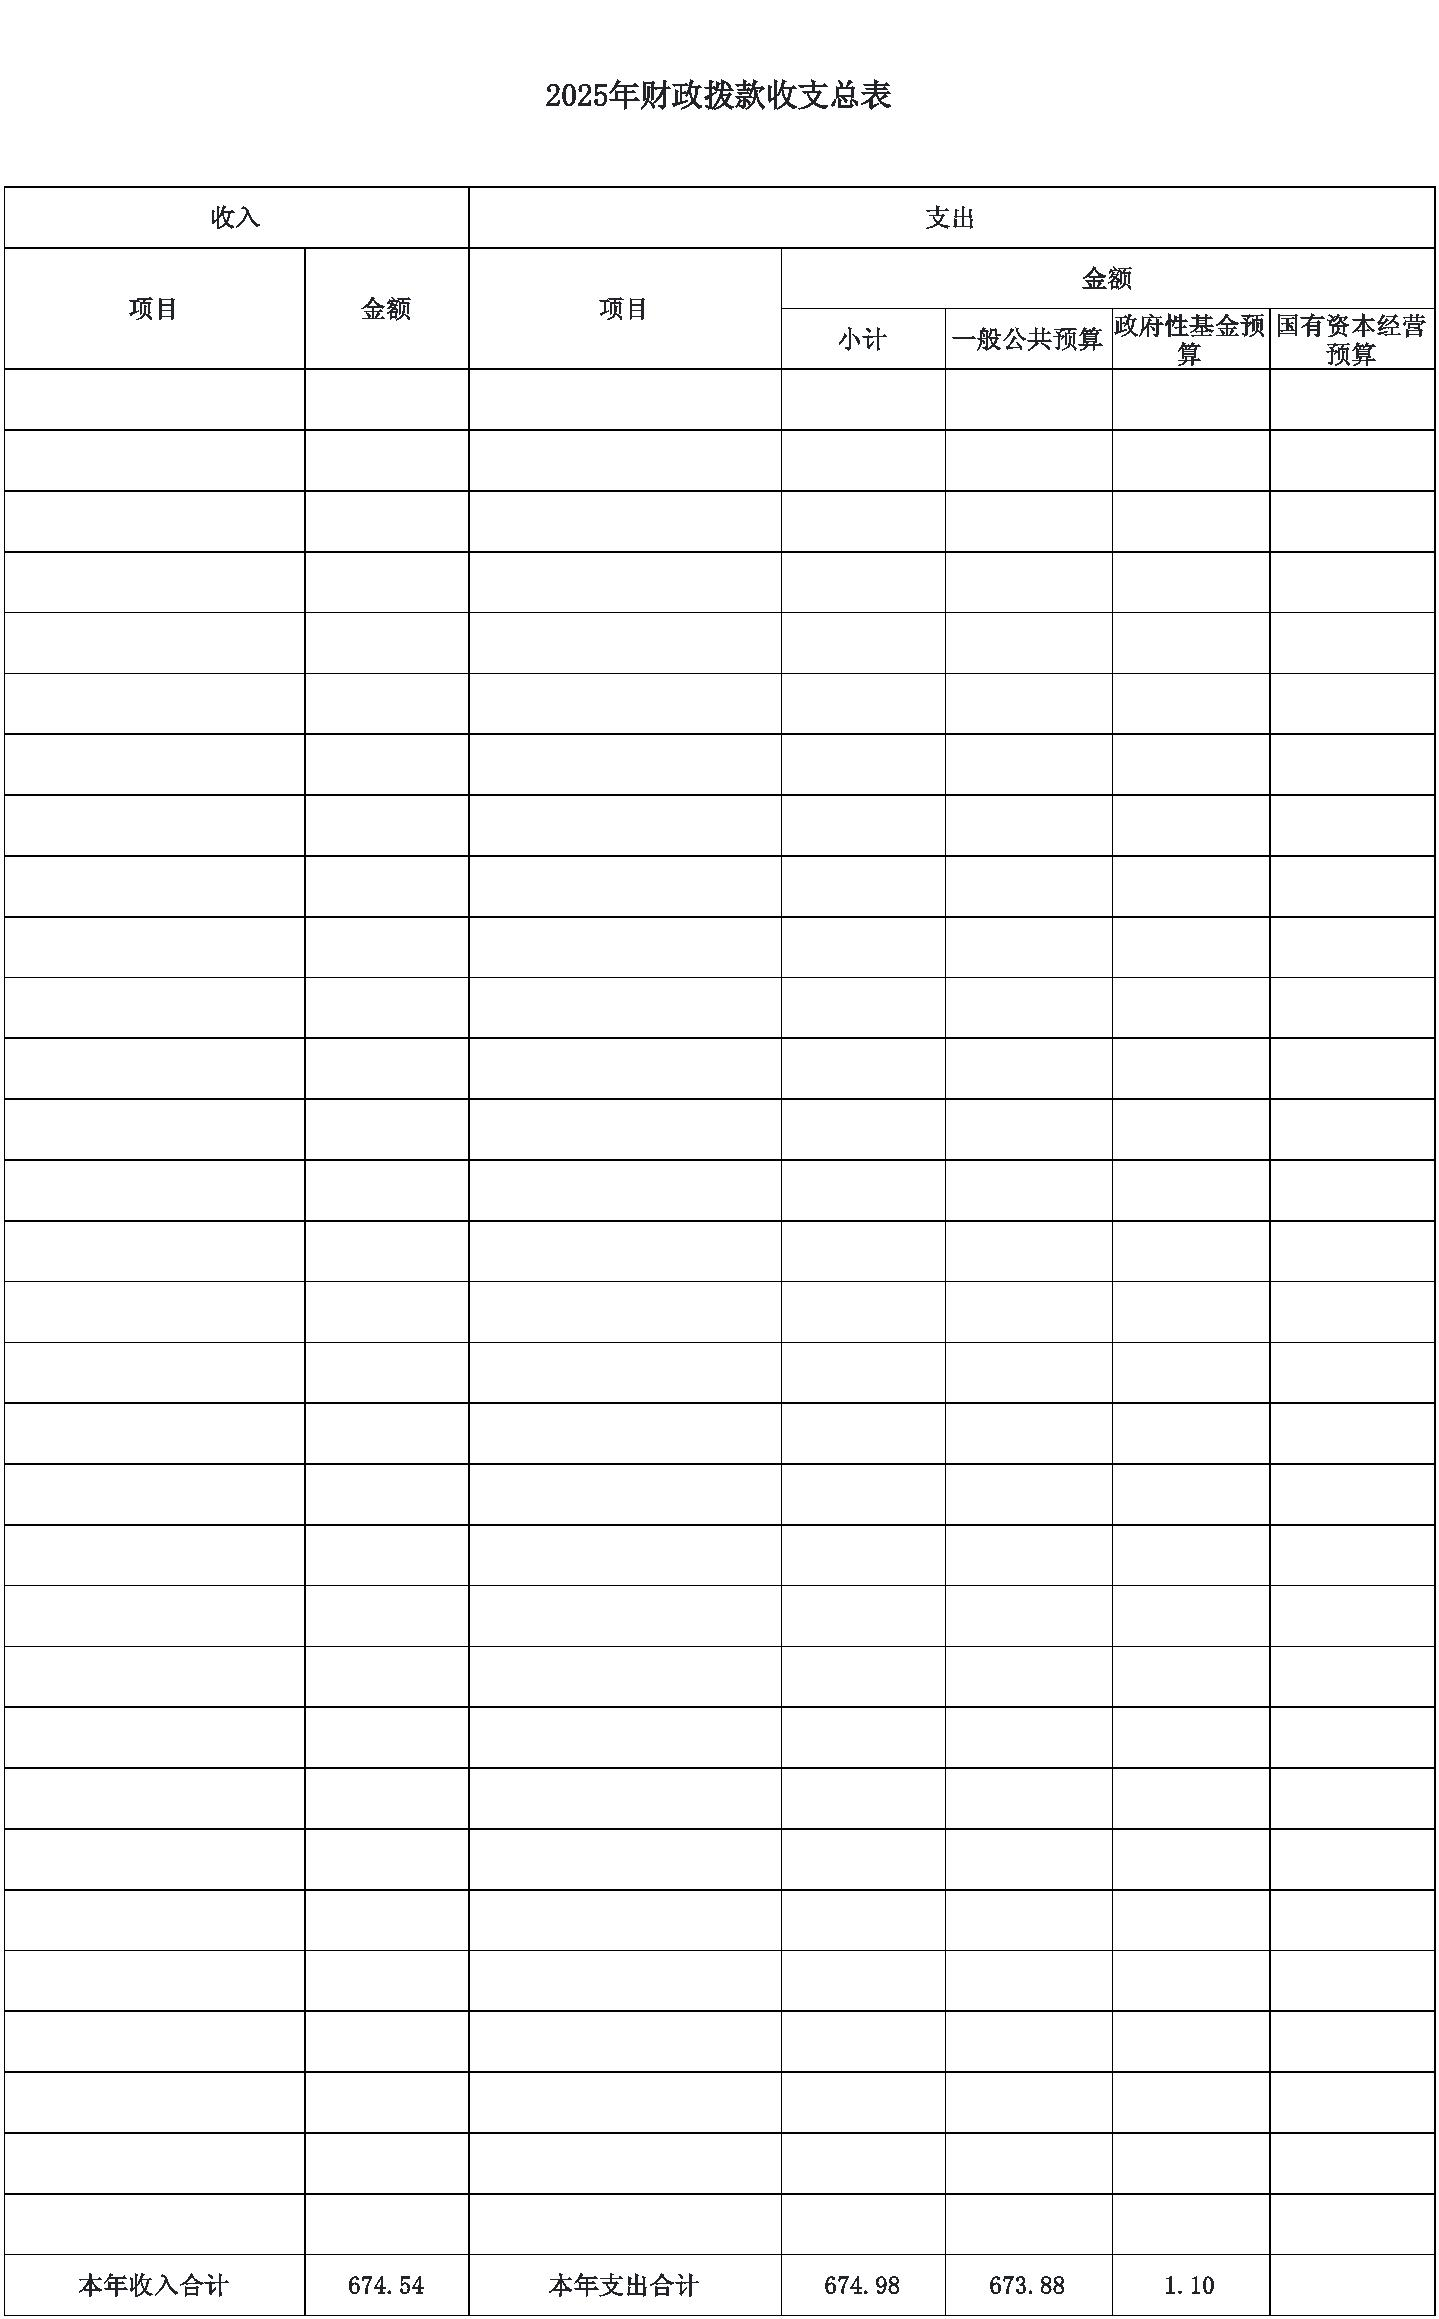 2025年财政拨款收支总表
收入 支出
项目 金额 项目 金额
小计 一般公共预算 政府性基金预算 国有资本经营预算
本年收入合计 674.54 本年支出合计 674.98 673.88 1.10